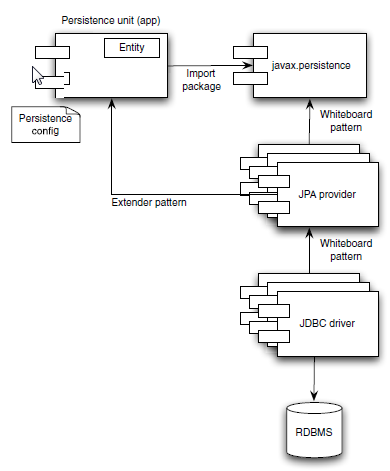 Persistence unit (app)
Entity
Import
package
javax.persistence
Persistence
config
Whiteboard
pattern
Extender pattern
JPA provider
Whiteboard
pattern
JDBC driver
RDBMS